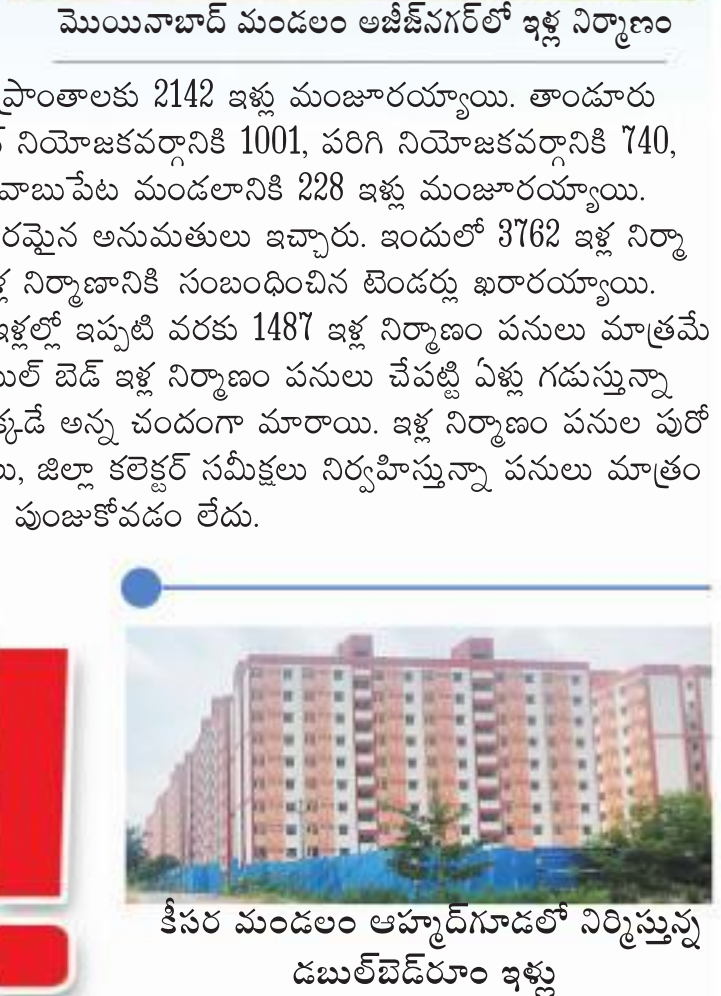 మొయినాబాద్ మండలం అజీజ్‌నగర్‌లో ఇళ్ల నిర్మాణం
ప్రాంతాలకు 2142 ఇళ్లు మంజూరయ్యాయి. తాండూరు
నియోజకవర్గానికి 1001, పరిగి నియోజకవర్గానికి 740,
వాబుపేట మండలానికి 228 ఇళ్లు మంజూరయ్యాయి.
రమైన అనుమతులు ఇచ్చారు. ఇందులో 3762 ఇళ్ల నిర్మా
ళ్ల నిర్మాణానికి సంబంధించిన టెండర్లు ఖరారయ్యాయి.
ఇళ్లల్లో ఇప్పటి వరకు 1487 ఇళ్ల నిర్మాణం పనులు మాత్రమే
బుల్ బెడ్ ఇళ్ల నిర్మాణం పనులు చేపట్టి ఏళ్లు గడుస్తున్నా
క్కడే అన్న చందంగా మారాయి. ఇళ్ల నిర్మాణం పనుల పురో
లు, జిల్లా కలెక్టర్ సమీక్షలు నిర్వహిస్తున్నా పనులు మాత్రం
పుంజుకోవడం లేదు.
!
కీసర మండలం ఆహ్మద్‌గూడలో నిర్మిస్తున్న
డబుల్‌బెడ్‌రూం ఇళ్లు